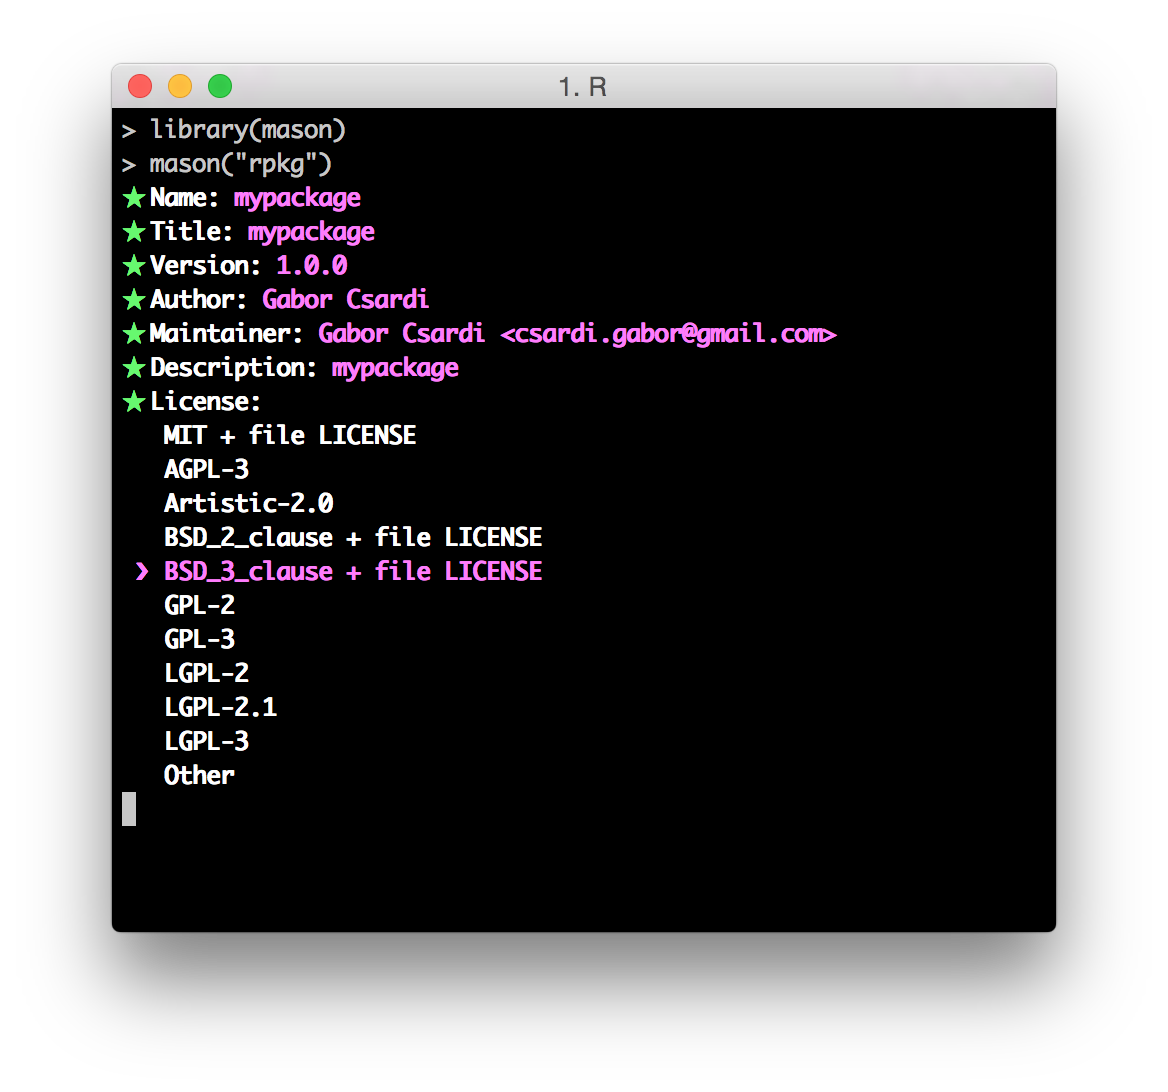 1. R
> library(mason)
> mason("rpkg")
★Name: mypackage
★Title: mypackage
★Version: 1.0.0
★Author: Gabor Csardi
★Maintainer: Gabor Csardi <csardi.gabor@gmail.com>
★Description: mypackage
★License:
MIT + file LICENSE
AGPL-3
Artistic-2.0
BSD_2_clause + file LICENSE
❯ BSD_3_clause + file LICENSE
GPL-2
GPL-3
LGPL-2
LGPL-2.1
LGPL-3
Other